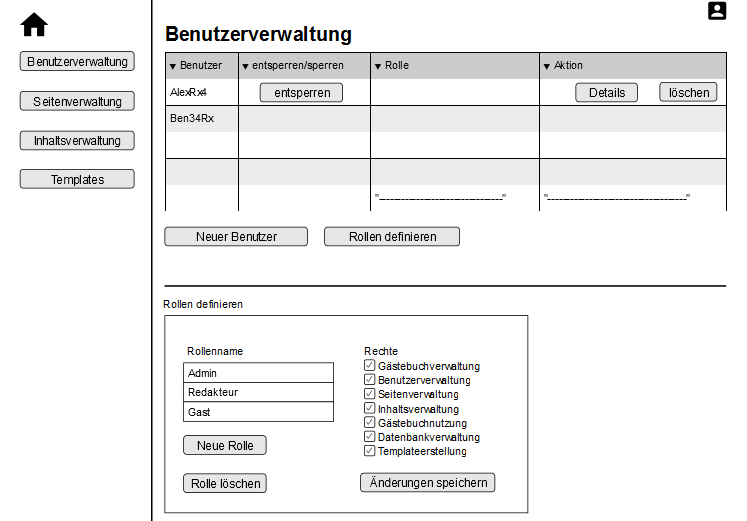 Benutzerverwaltung
Seitenverwaltung
Inhaltsverwaltung
Templates
Benutzerverwaltung
▼ Benutzer ▼ entsperren/sperren ▼ Rolle ▼ Aktion
AlexRx4 entsperren Details löschen
Ben34Rx
"------------------------------------" "----------------------------------------"
Neuer Benutzer Rollen definieren
Rollen definieren
Rollenname
Admin
Redakteur
Gast
Neue Rolle
Rolle löschen
Rechte
Gästebuchverwaltung
Benutzerverwaltung
Seitenverwaltung
Inhaltsverwaltung
Gästebuchnutzung
Datenbankverwaltung
Templateerstellung
Änderungen speichern